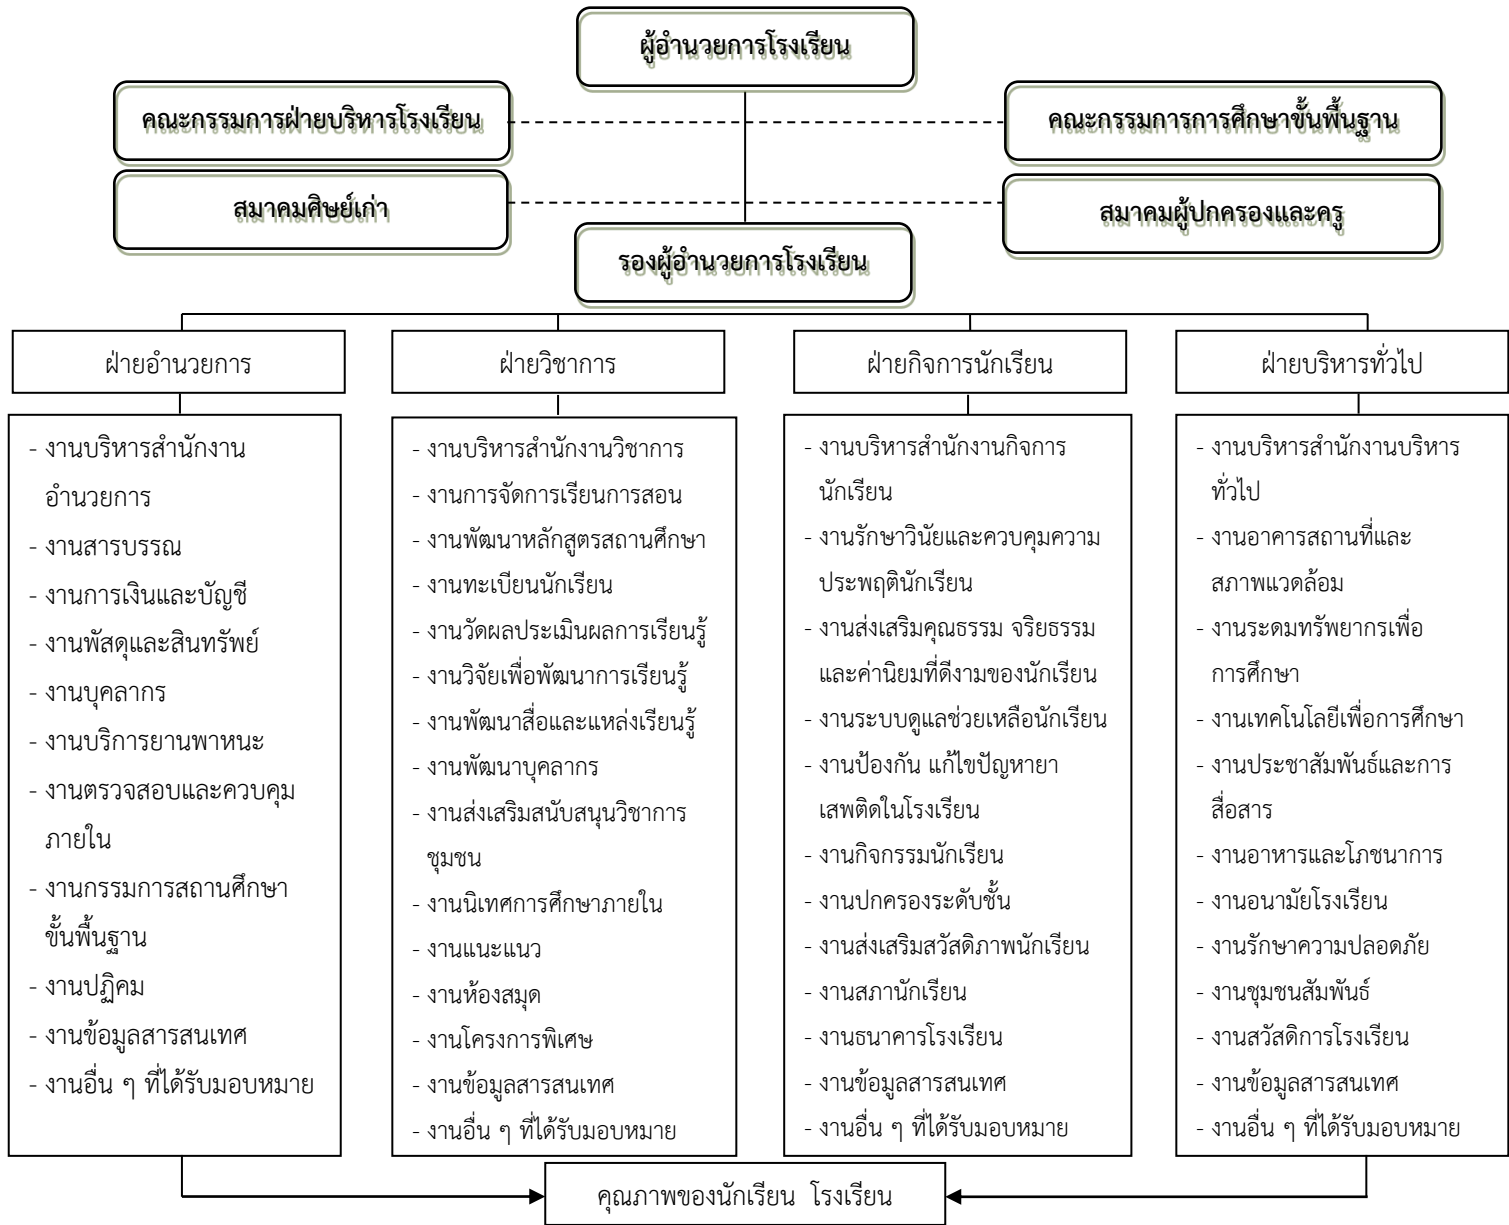 ผู้อำนวยการโรงเรียน
คณะกรรมการฝ่ายบริหารโรงเรียน
คณะกรรมการการศึกษาขั้นพื้นฐาน
สมาคมศิษย์เก่า
สมาคมผู้ปกครองและครู
รองผู้อำนวยการโรงเรียน
ฝ่ายอำนวยการ
- งานบริหารสำนักงาน
อำนวยการ
- งานสารบรรณ
- งานการเงินและบัญชี
- งานพัสดุและสินทรัพย์
- งานบุคลากร
- งานบริการยานพาหนะ
- งานตรวจสอบและควบคุม
ภายใน
- งานกรรมการสถานศึกษา
ขั้นพื้นฐาน
- งานปฏิคม
- งานข้อมูลสารสนเทศ
- งานอื่น ๆ ที่ได้รับมอบหมาย
ฝ่ายวิชาการ
- งานบริหารสำนักงานวิชาการ
- งานการจัดการเรียนการสอน
- งานพัฒนาหลักสูตรสถานศึกษา
- งานทะเบียนนักเรียน
- งานวัดผลประเมินผลการเรียนรู้
- งานวิจัยเพื่อพัฒนาการเรียนรู้
- งานพัฒนาสื่อและแหล่งเรียนรู้
- งานพัฒนาบุคลากร
- งานส่งเสริมสนับสนุนวิชาการ
ชุมชน
- งานนิเทศการศึกษาภายใน
- งานแนะแนว
- งานห้องสมุด
- งานโครงการพิเศษ
- งานข้อมูลสารสนเทศ
- งานอื่น ๆ ที่ได้รับมอบหมาย
ฝ่ายกิจการนักเรียน
- งานบริหารสำนักงานกิจการ
นักเรียน
- งานรักษาวินัยและควบคุมความ
ประพฤตินักเรียน
- งานส่งเสริมคุณธรรม จริยธรรม
และค่านิยมที่ดีงามของนักเรียน
- งานระบบดูแลช่วยเหลือนักเรียน
- งานป้องกัน แก้ไขปัญหายา
เสพติดในโรงเรียน
- งานกิจกรรมนักเรียน
- งานปกครองระดับชั้น
- งานส่งเสริมสวัสดิภาพนักเรียน
- งานสภานักเรียน
- งานธนาคารโรงเรียน
- งานข้อมูลสารสนเทศ
- งานอื่น ๆ ที่ได้รับมอบหมาย
ฝ่ายบริหารทั่วไป
- งานบริหารสำนักงานบริหาร
ทั่วไป
- งานอาคารสถานที่และ
สภาพแวดล้อม
- งานระดมทรัพยากรเพื่อ
การศึกษา
- งานเทคโนโลยีเพื่อการศึกษา
- งานประชาสัมพันธ์และการ
สื่อสาร
- งานอาหารและโภชนาการ
- งานอนามัยโรงเรียน
- งานรักษาความปลอดภัย
- งานชุมชนสัมพันธ์
- งานสวัสดิการโรงเรียน
- งานข้อมูลสารสนเทศ
- งานอื่น ๆ ที่ได้รับมอบหมาย
คุณภาพของนักเรียน โรงเรียน